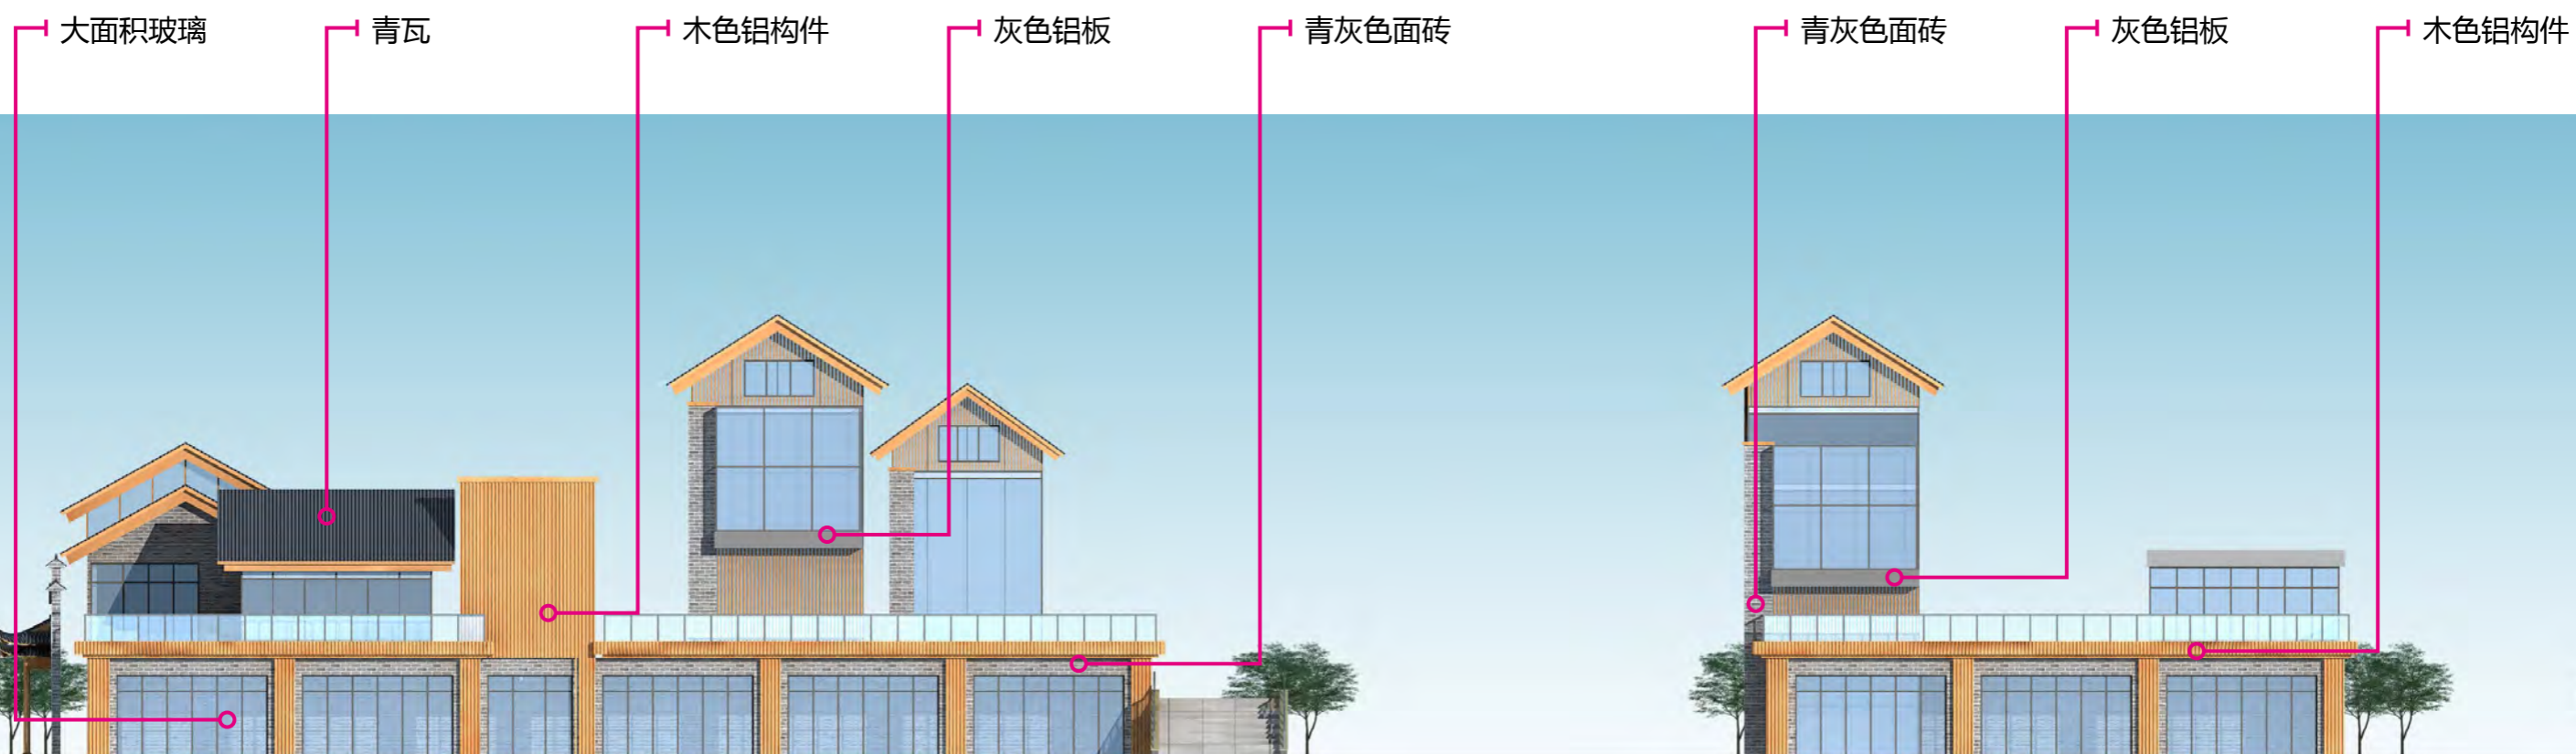 大面积玻璃
青瓦
木色铝构件
灰色铝板
青灰色面砖
青灰色面砖
灰色铝板
木色铝构件